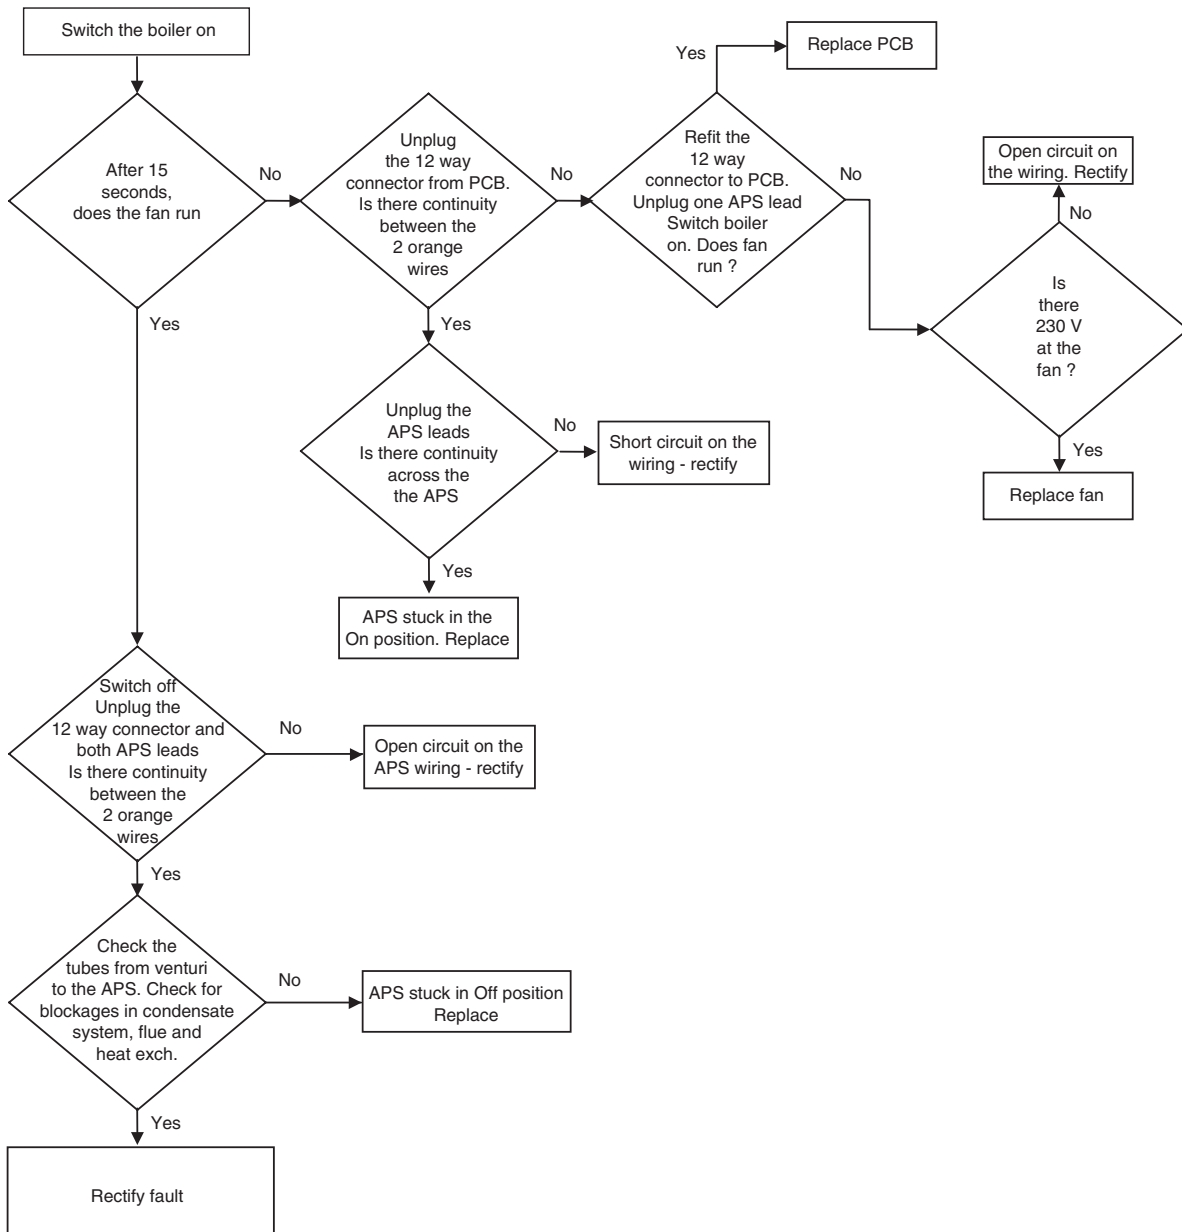 Switch the boiler on
After 15
seconds,
does the fan run
No
Yes
Unplug
the 12 way
connector from PCB.
Is there continuity
between the
2 orange
wires
No
Yes
Refit the
12 way
connector to PCB.
Unplug one APS lead
Switch boiler
on. Does fan
run ?
Yes
Replace PCB
No
Is
there
230 V
at the
fan ?
No
Open circuit on
the wiring. Rectify
Yes
Replace fan
Unplug the
APS leads
Is there continuity
across the
the APS
No
Short circuit on the
wiring - rectify
Yes
APS stuck in the
On position. Replace
Switch off
Unplug the
12 way connector and
both APS leads
Is there continuity
between the
2 orange
wires
No
Open circuit on the
APS wiring - rectify
Yes
Check the
tubes from venturi
to the APS. Check for
blockages in condensate
system, flue and
heat exch.
No
APS stuck in Off position
Replace
Yes
Rectify fault